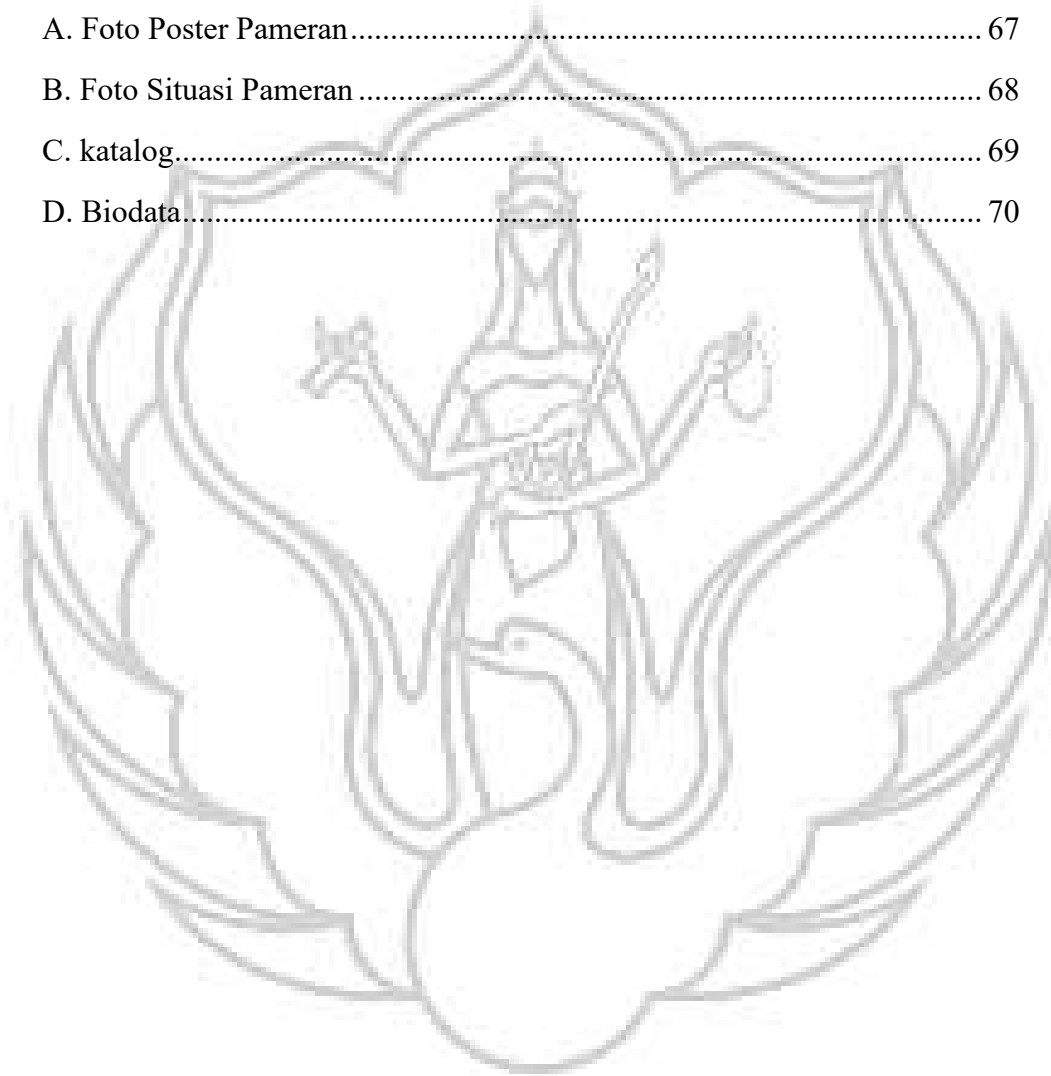 A. Foto Poster Pameran................................................................................ 67
B. Foto Situasi Pameran ............................................................................... 68
C. katalog...................................................................................................... 69
D. Biodata..................................................................................................... 70